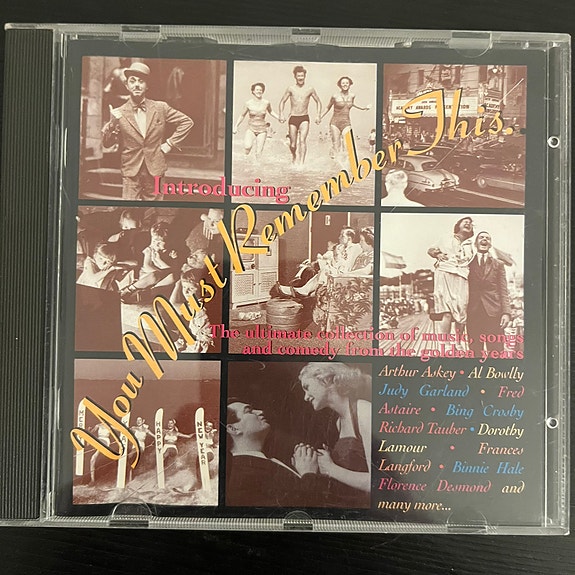 Introducing
You Must Remember This.
The ultimate collection of music, songs
and comedy from the golden years
Arthur Askey • Al Bowlly
Judy Garland • Fred
Astaire • Bing Crosby
Richard Tauber • Dorothy
Lamour • Frances
Langford • Binnie Hale
Florence Desmond and
many more...
HAPPY
NEW
YEAR